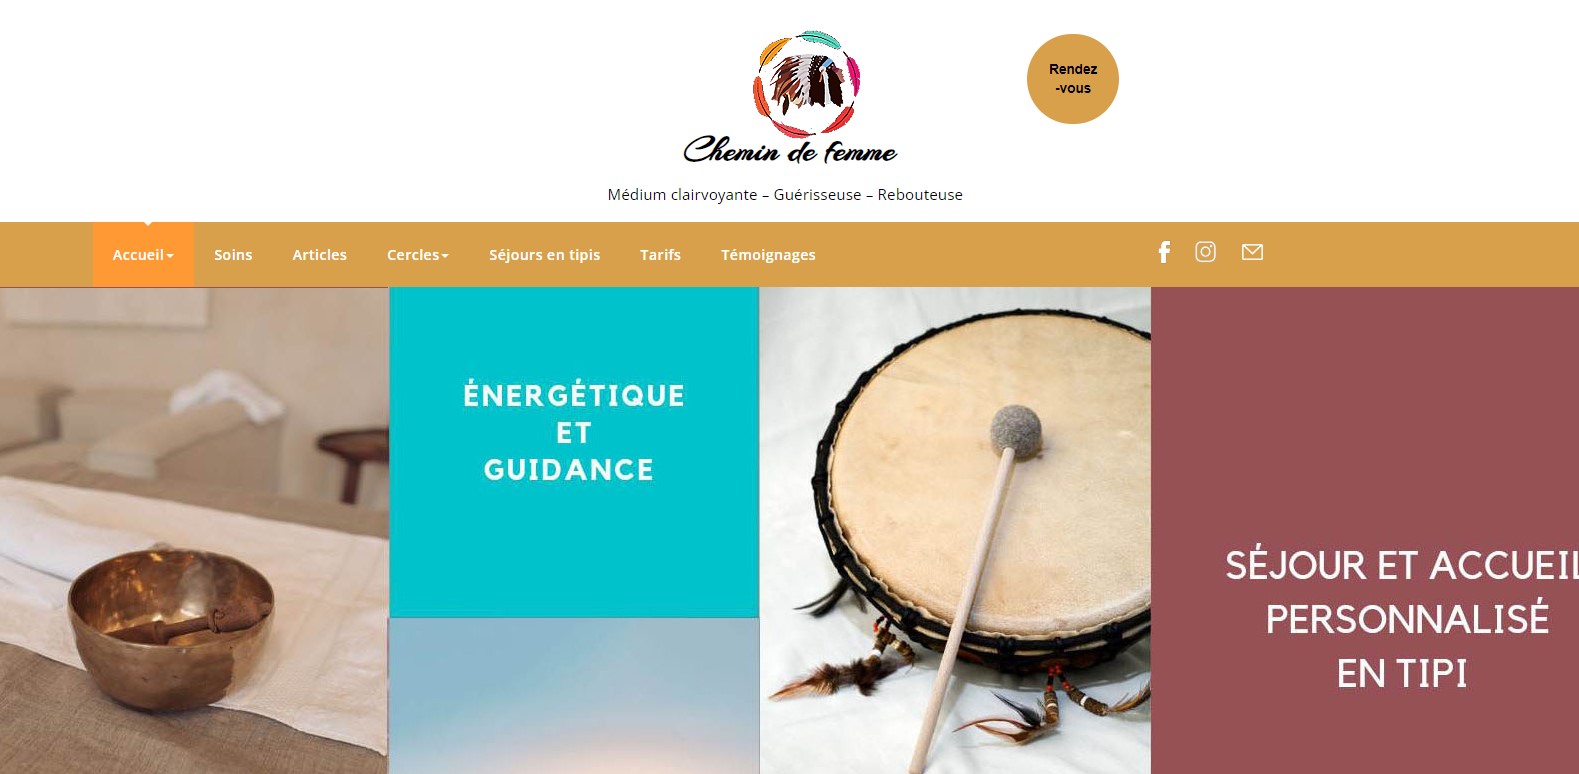 Rendez
-vous
Chemin de femme
Médium clairvoyante – Guérisseuse – Rebouteuse
Accueil Soins Articles Cercles Séjours en tipis Tarifs Témoignages
ÉNERGÉTIQUE
ET
GUIDANCE
SÉJOUR ET ACCUEIL
PERSONNALISÉ
EN TIPI